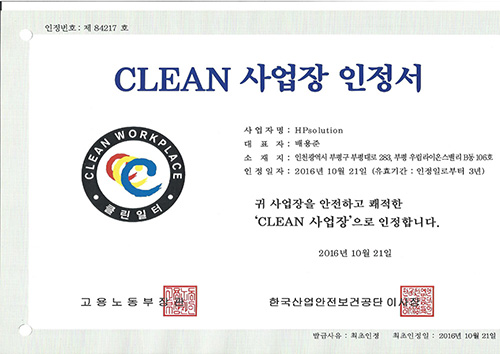 인정번호 : 제 84217 호
CLEAN 사업장 인정서
CLEAN WORKPLACE
클린일터
사 업 자 명 : HPsolution
대 표 자 : 배용준
소 재 지 : 인천광역시 부평구 부평대로 283, 부평 우림라이온스밸리 B동 106호
인 정 일 자 : 2016년 10월 21일 (유효기간 : 인정일로부터 3년)
귀 사업장을 안전하고 쾌적한
‘CLEAN 사업장’으로 인정합니다.
2016년 10월 21일
고용노동부장관
한국산업안전보건공단 이사장
발급사유 : 최초인정 최초인정일 : 2016년 10월 21일